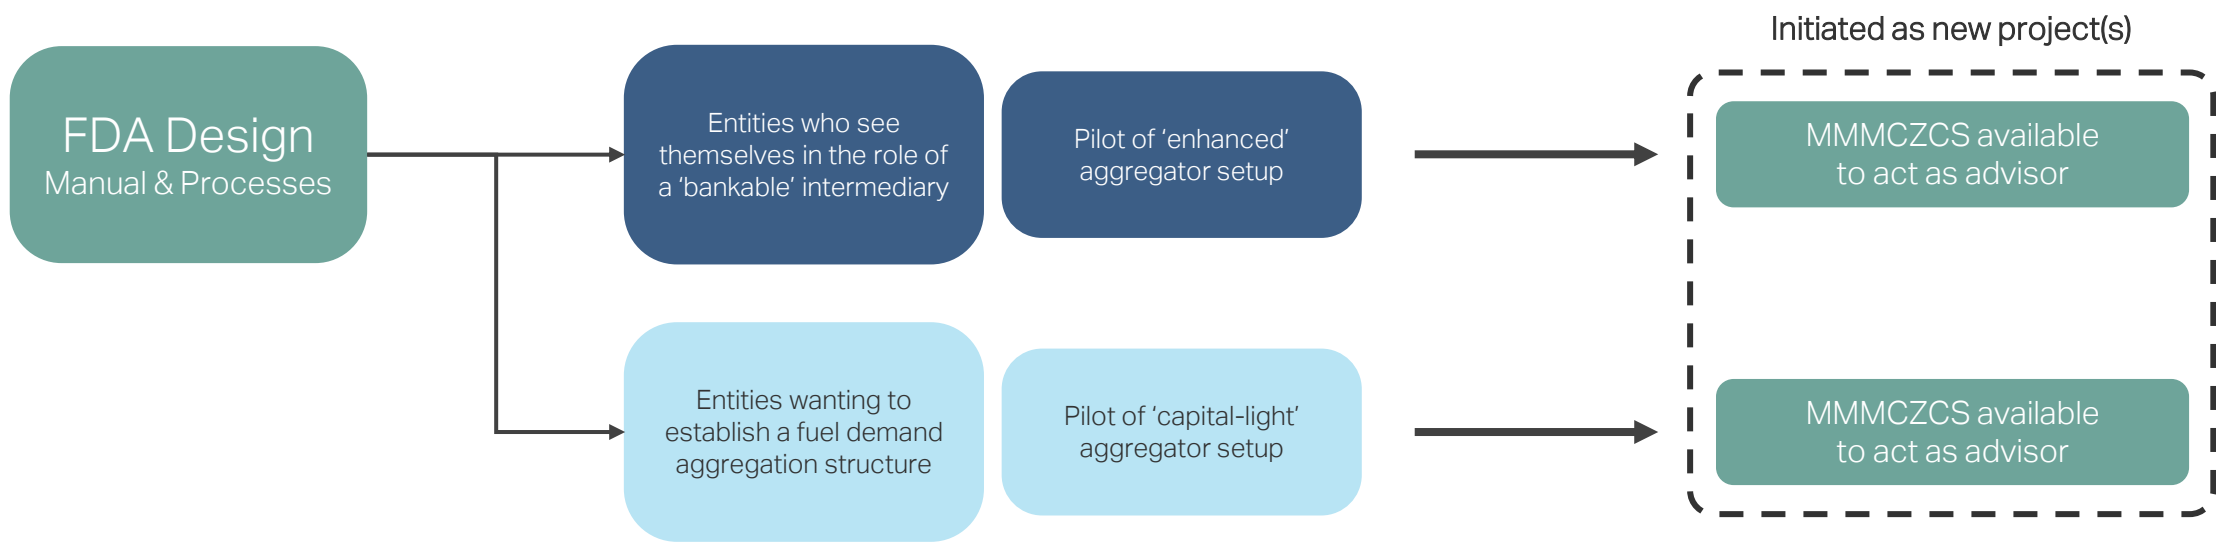 Initiated as new project(s)
FDA Design
Manual & Processes
Entities who see
themselves in the role of
a ‘bankable’ intermediary
Pilot of ‘enhanced’
aggregator setup
MMMCZCS available
to act as advisor
Entities wanting to
establish a fuel demand
aggregation structure
Pilot of ‘capital-light’
aggregator setup
MMMCZCS available
to act as advisor